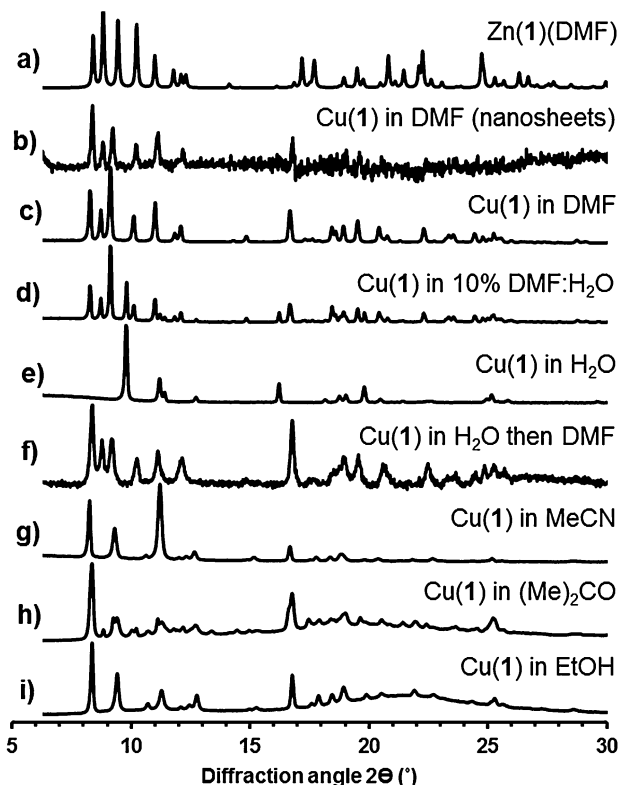 a) Zn(1)(DMF)
b) Cu(1) in DMF (nanosheets)
c) Cu(1) in DMF
d) Cu(1) in 10% DMF:H₂O
e) Cu(1) in H₂O
f) Cu(1) in H₂O then DMF
g) Cu(1) in MeCN
h) Cu(1) in (Me)₂CO
i) Cu(1) in EtOH
5 10 15 20 25 30
Diffraction angle 2Ɵ (˚)